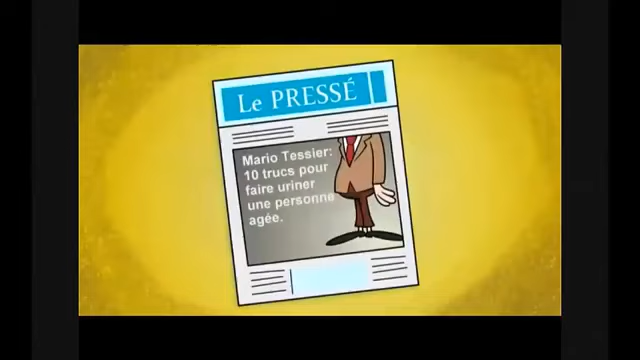 Le PRESSÉ
Mario Tessier:
10 trucs pour
faire uriner
une personne
agée.